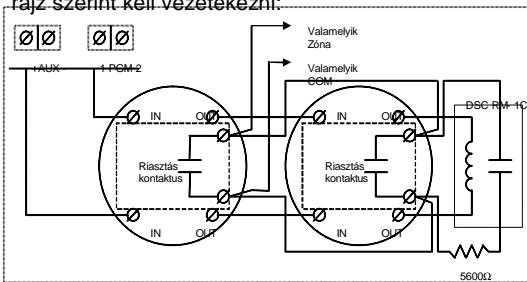 rajz szerint kell vezetékezni:
Valamelyik
Zóna
+AUX -
1 PGM 2
Valamelyik
COM
DSC RM- 1C
IN
OUT
IN
OUT
Riasztás
kontaktus
Riasztás
kontaktus
IN
OUT
IN
OUT
5600Ω